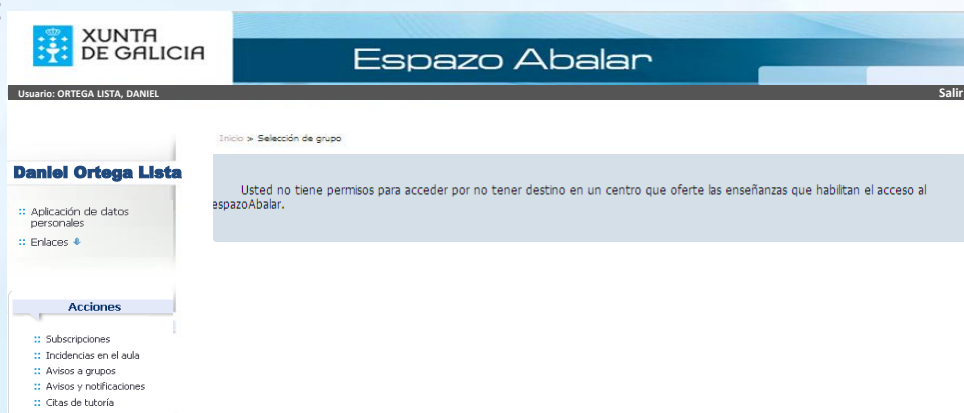 XUNTA
DE GALICIA
Espazo Abalar
Usuario: ORTEGA LISTA, DANIEL
Salir
Inicio > Selección de grupo
Daniel Ortega Lista
Usted no tiene permisos para acceder por no tener destino en un centro que oferte las enseñanzas que habilitan el acceso al
espazoAbalar.
:: Aplicación de datos
personales
:: Enlaces
Acciones
:: Subscripciones
:: Incidencias en el aula
:: Avisos a grupos
:: Avisos y notificaciones
:: Citas de tutoría